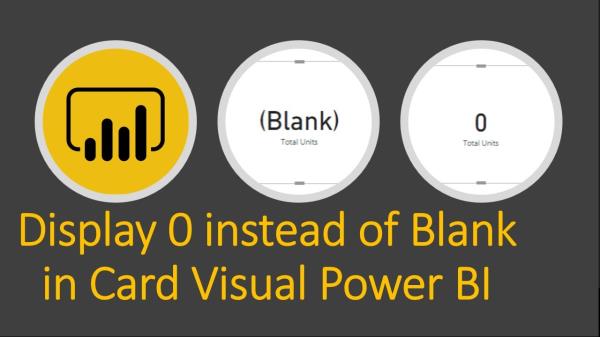 (Blank)
Total Units
0
Total Units
Display 0 instead of Blank
in Card Visual Power BI